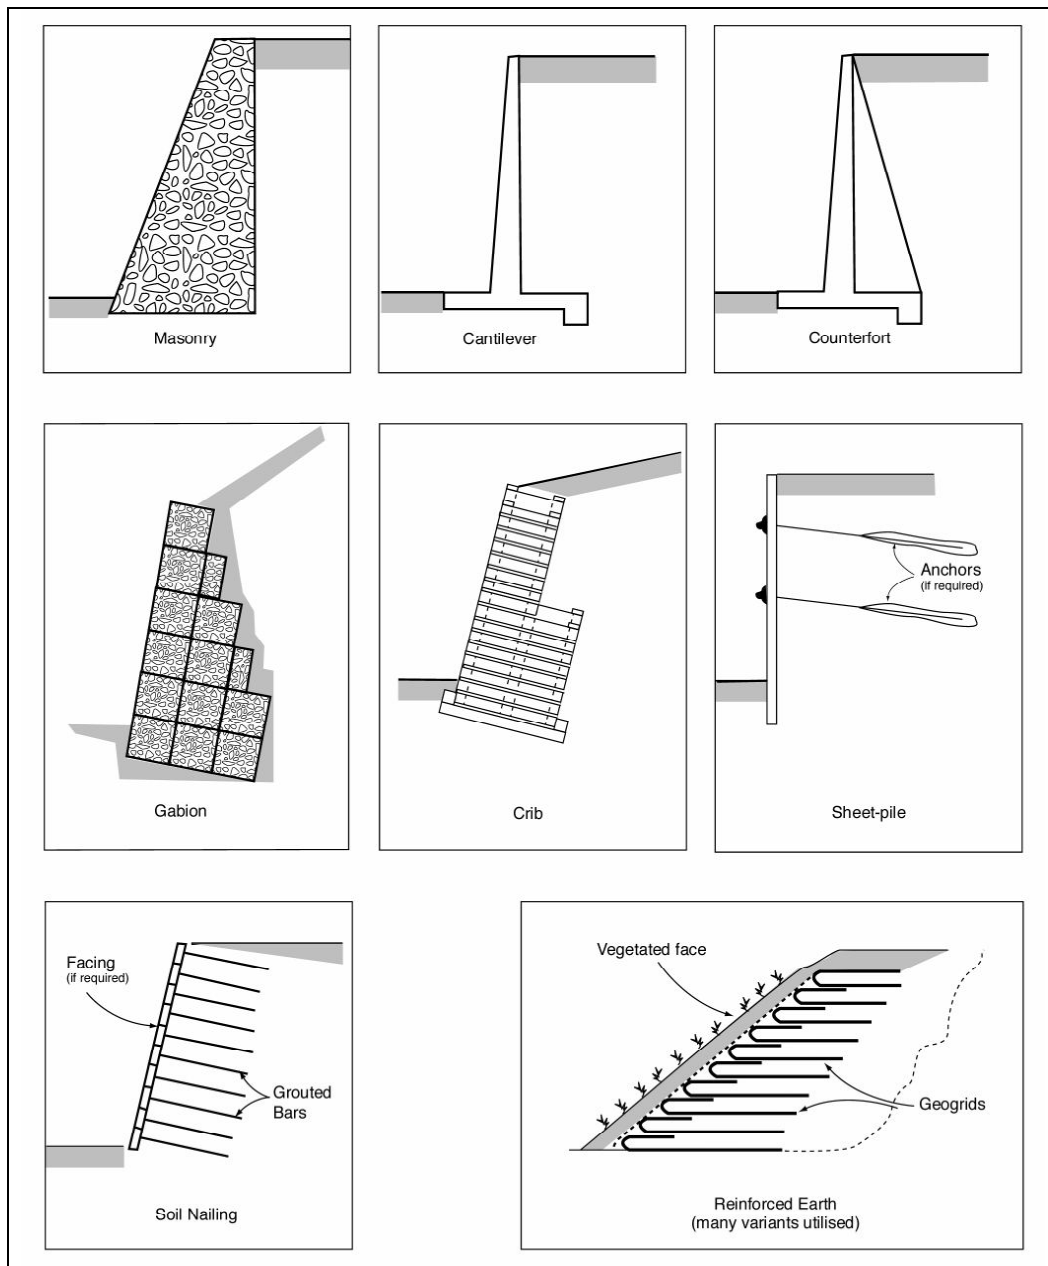 Masonry
Cantilever
Counterfort
Anchors
(if required)
Gabion
Crib
Sheet-pile
Facing
(if required)
Grouted
Bars
Soil Nailing
Vegetated face
Geogrids
Reinforced Earth
(many variants utilised)